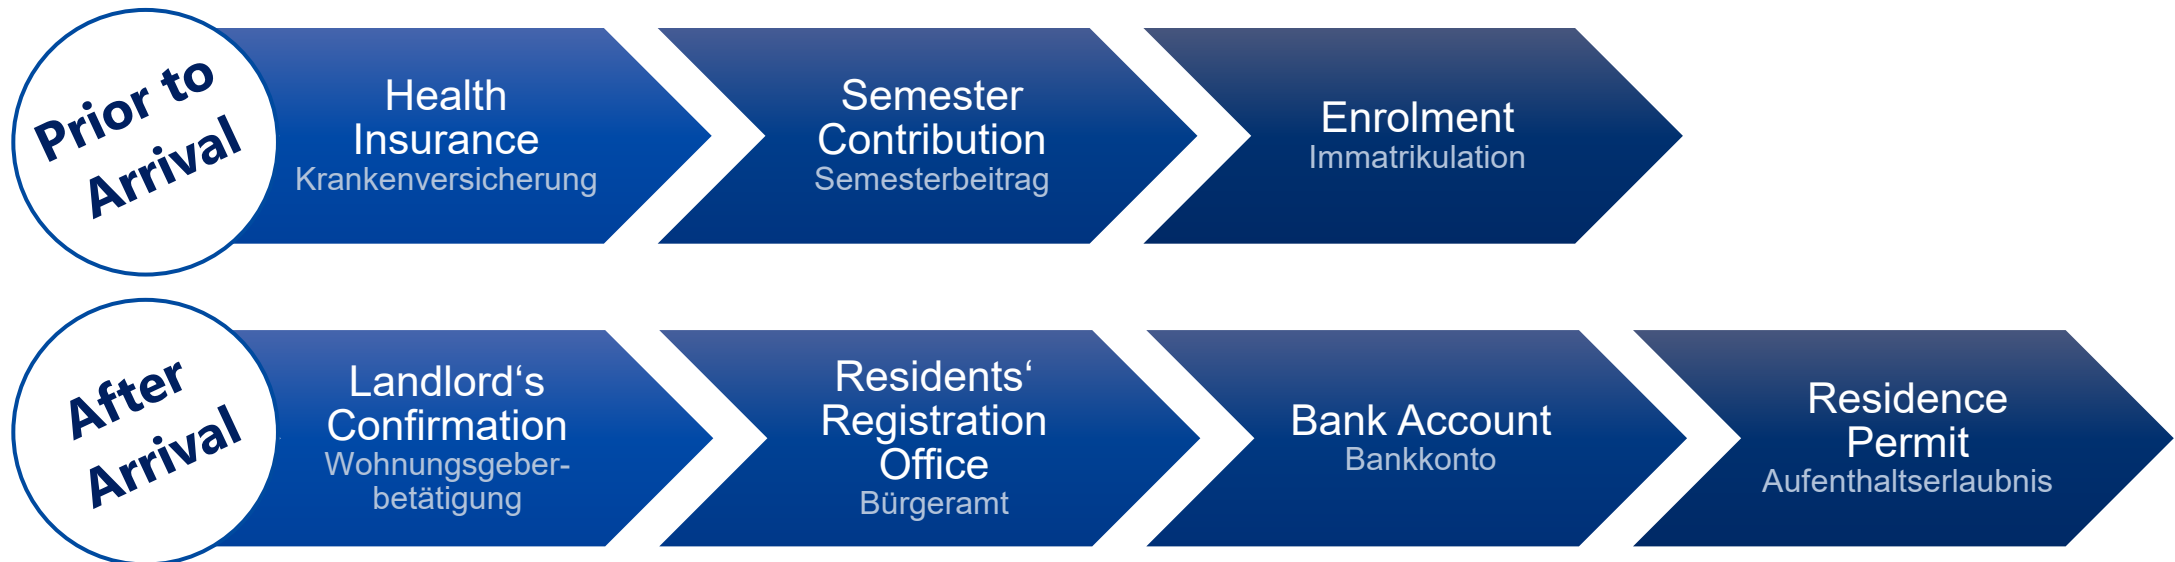 Prior to
Arrival
Health
Insurance
Krankenversicherung
Semester
Contribution
Semesterbeitrag
Enrolment
Immatrikulation
After
Arrival
Landlord‘s
Confirmation
Wohnungsgeber-
betätigung
Residents‘
Registration
Office
Bürgeramt
Bank Account
Bankkonto
Residence
Permit
Aufenthaltserlaubnis